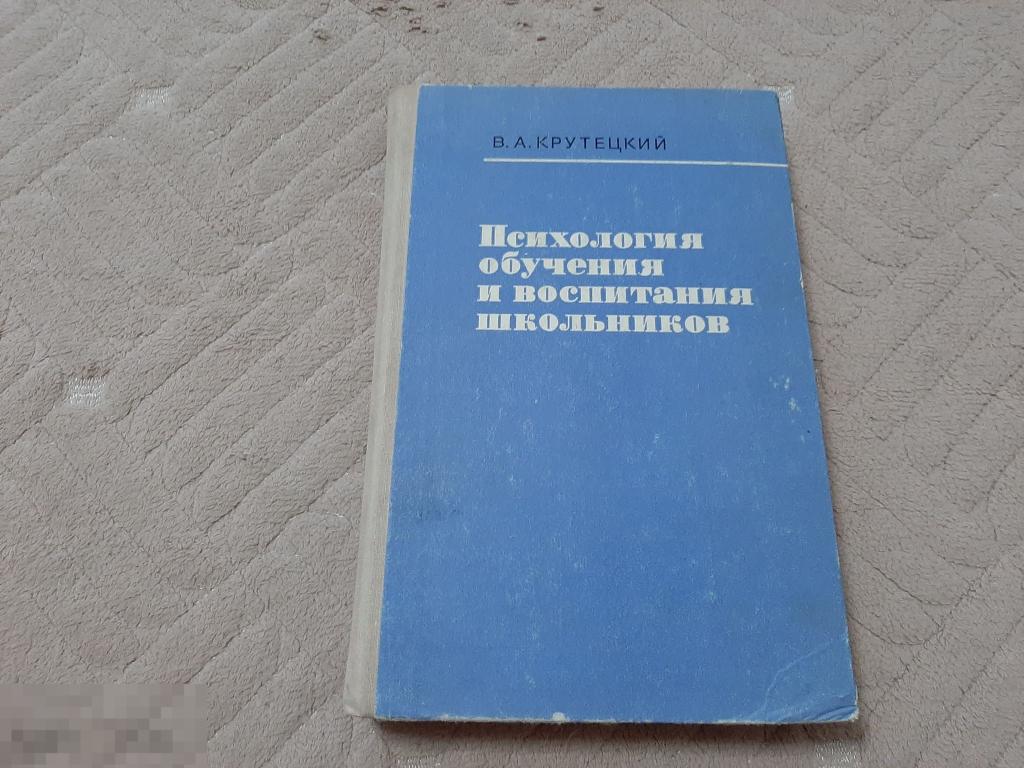 В. А. КРУТЕЦКИЙ
Психология
обучения
и воспитания
школьников